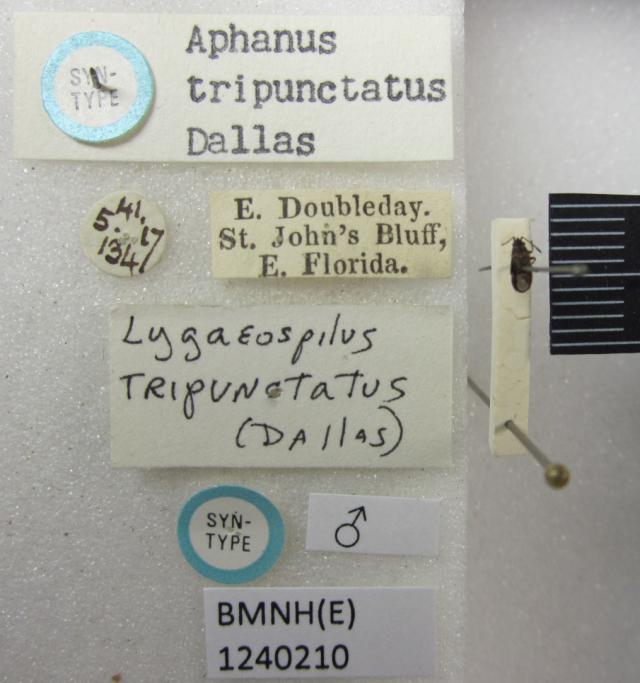 SYN-
TYPE
Aphanus
tripunctatus
Dallas
5.41.
17
1347
E. Doubleday.
St. John's Bluff,
E. Florida.
Lygaeospilus
TRIPUNCTATUS
(DAllAS)
SYN-
TYPE
♂
BMNH(E)
1240210